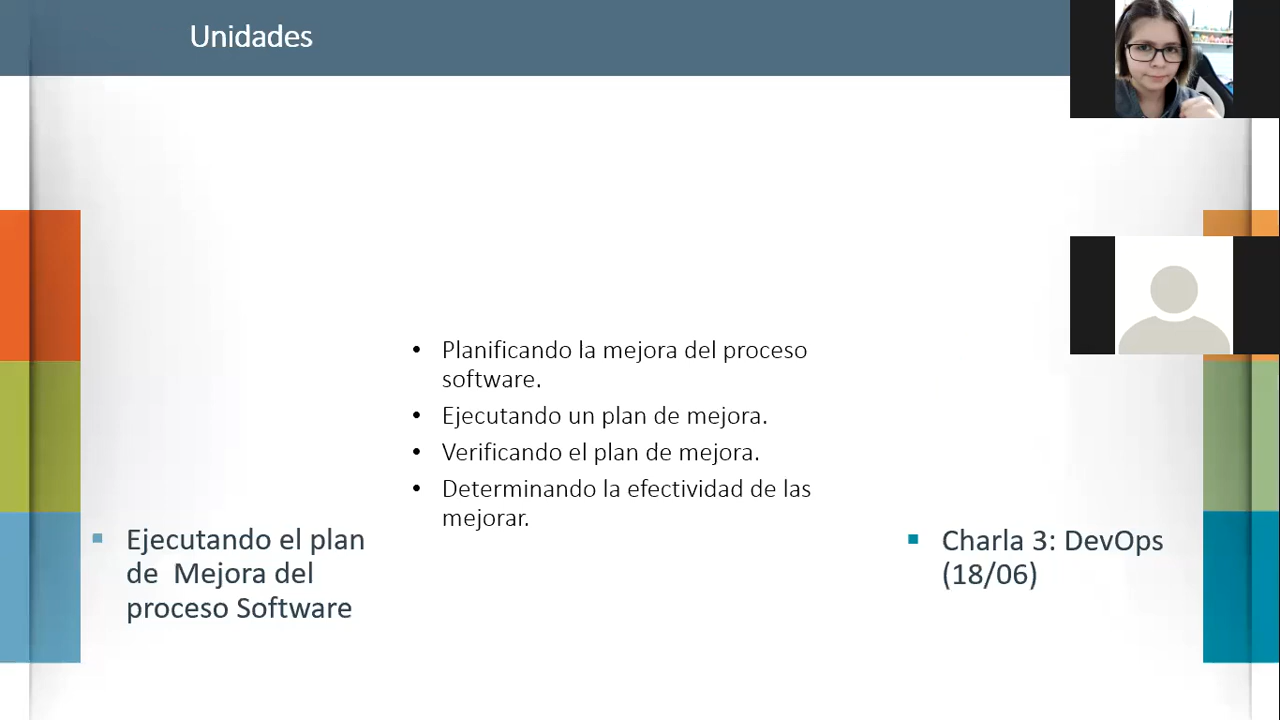 Unidades
Planificando la mejora del proceso
software.
Ejecutando un plan de mejora.
Verificando el plan de mejora.
Determinando la efectividad de las
mejorar.
Ejecutando el plan
de Mejora del
proceso Software
Charla 3: DevOps
(18/06)